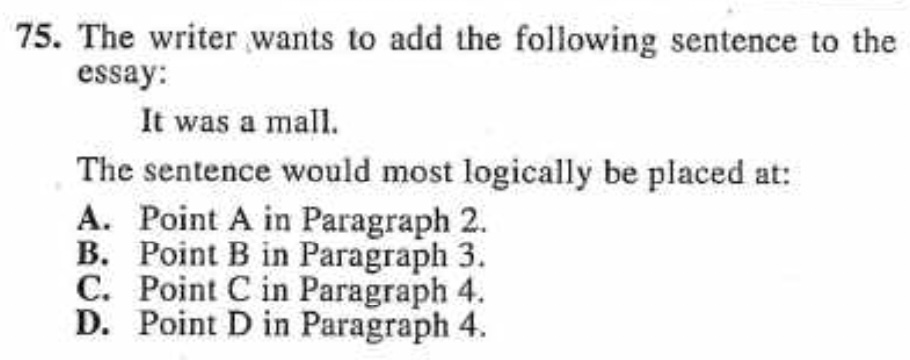 75. The writer wants to add the following sentence to the
essay:
It was a mall.
The sentence would most logically be placed at:
A. Point A in Paragraph 2.
B. Point B in Paragraph 3.
C. Point C in Paragraph 4.
D. Point D in Paragraph 4.